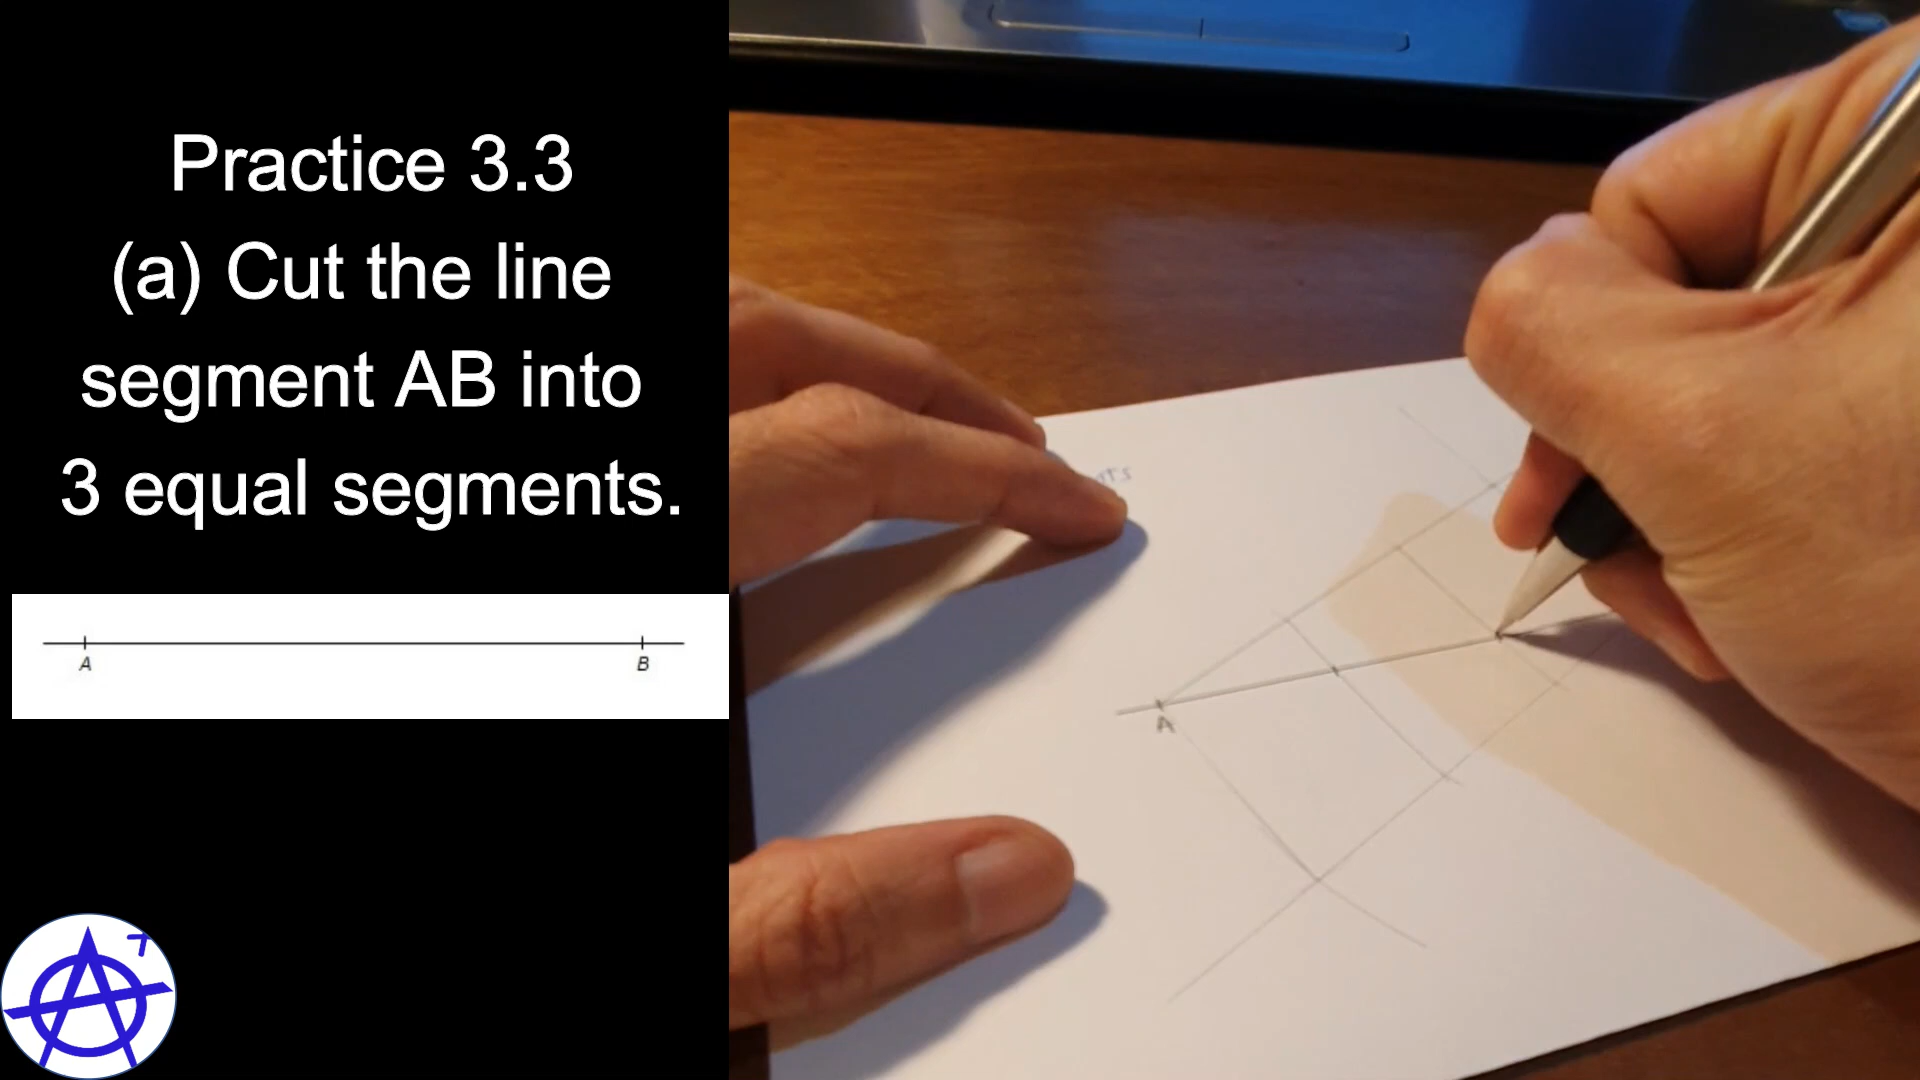 Practice 3.3
(a) Cut the line
segment AB into
3 equal segments.
A B
A